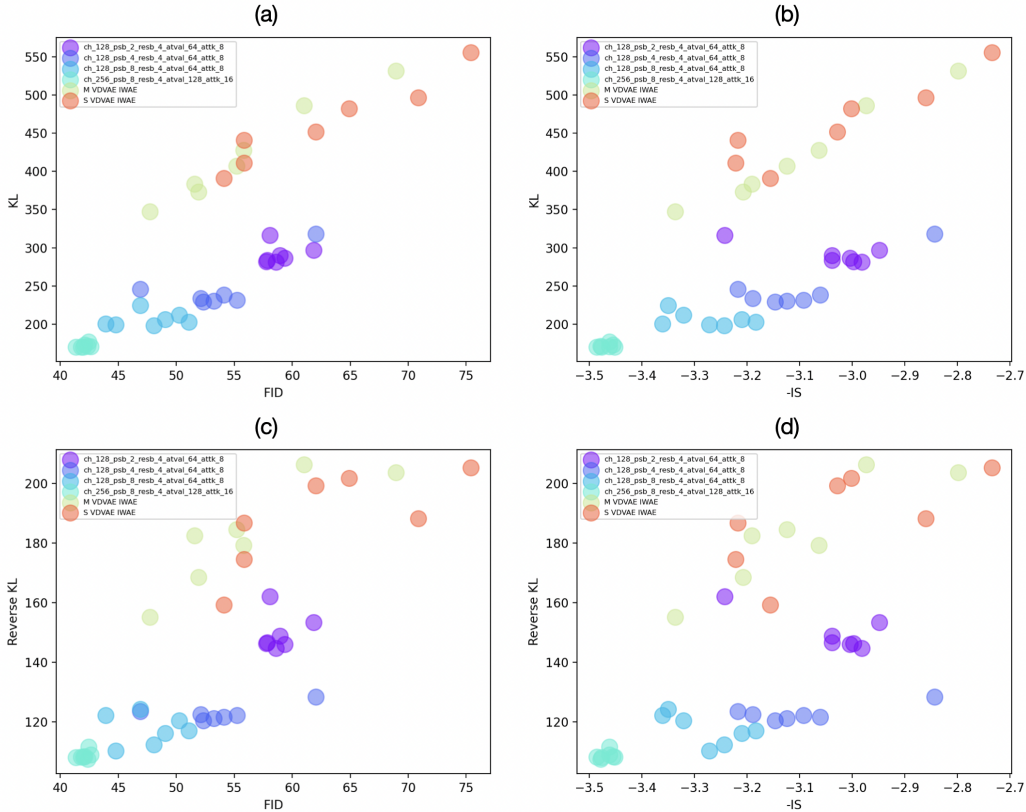 (a)
550
500
450
400
350
300
250
200
KL
ch_128_psb_2_resb_4_atval_64_attk_8
ch_128_psb_4_resb_4_atval_64_attk_8
ch_128_psb_8_resb_4_atval_64_attk_8
ch_256_psb_8_resb_4_atval_128_attk_16
M VDVAE IWAE
S VDVAE IWAE
40 45 50 55 60 65 70 75
FID
(b)
550
500
450
400
350
300
250
200
KL
ch_128_psb_2_resb_4_atval_64_attk_8
ch_128_psb_4_resb_4_atval_64_attk_8
ch_128_psb_8_resb_4_atval_64_attk_8
ch_256_psb_8_resb_4_atval_128_attk_16
M VDVAE IWAE
S VDVAE IWAE
−3.5 −3.4 −3.3 −3.2 −3.1 −3.0 −2.9 −2.8 −2.7
-IS
(c)
200
180
160
140
120
Reverse KL
ch_128_psb_2_resb_4_atval_64_attk_8
ch_128_psb_4_resb_4_atval_64_attk_8
ch_128_psb_8_resb_4_atval_64_attk_8
ch_256_psb_8_resb_4_atval_128_attk_16
M VDVAE IWAE
S VDVAE IWAE
40 45 50 55 60 65 70 75
FID
(d)
200
180
160
140
120
Reverse KL
ch_128_psb_2_resb_4_atval_64_attk_8
ch_128_psb_4_resb_4_atval_64_attk_8
ch_128_psb_8_resb_4_atval_64_attk_8
ch_256_psb_8_resb_4_atval_128_attk_16
M VDVAE IWAE
S VDVAE IWAE
−3.5 −3.4 −3.3 −3.2 −3.1 −3.0 −2.9 −2.8 −2.7
-IS